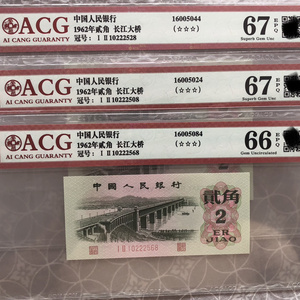 ACG
AI CANG GUARANTY
中国人民银行
1962年贰角 长江大桥
冠号: I II 10222528
16005044
(☆☆☆)
67 EPQ
Superb Gem Unc
ACG
AI CANG GUARANTY
中国人民银行
1962年贰角 长江大桥
冠号: I II 10222508
16005024
(☆☆☆)
67 EPQ
Superb Gem Unc
ACG
AI CANG GUARANTY
中国人民银行
1962年贰角 长江大桥
冠号: I II 10222568
16005084
(☆☆☆)
66 EPQ
Gem Uncirculated
中国人民银行
贰角
2
ER JIAO
I II 10222568